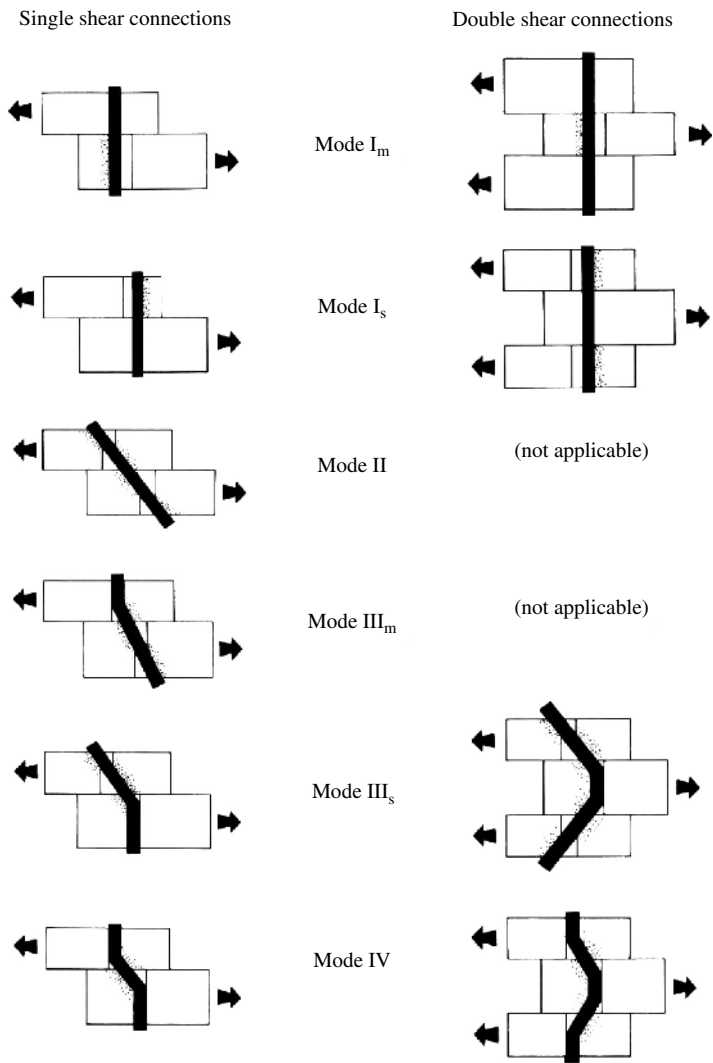 Single shear connections
Double shear connections
Mode Iₘ
Mode Iₛ
Mode II
(not applicable)
Mode IIIₘ
(not applicable)
Mode IIIₛ
Mode IV